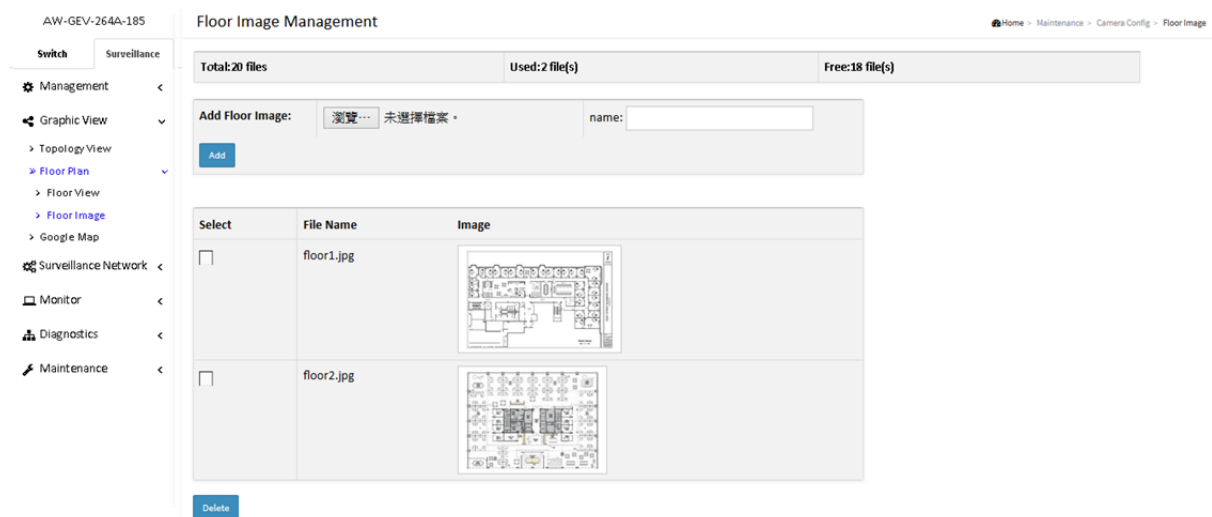 AW-GEV-264A-185
Floor Image Management
Home > Maintenance > Camera Config > Floor Image
Switch
Surveillance
Management
Graphic View
Topology View
Floor Plan
Floor View
Floor Image
Google Map
Surveillance Network
Monitor
Diagnostics
Maintenance
Total:20 files
Used:2 file(s)
Free:18 file(s)
Add Floor Image:
瀏覽… 未選擇檔案。
name:
Add
Select
File Name
Image
floor1.jpg
floor2.jpg
Delete